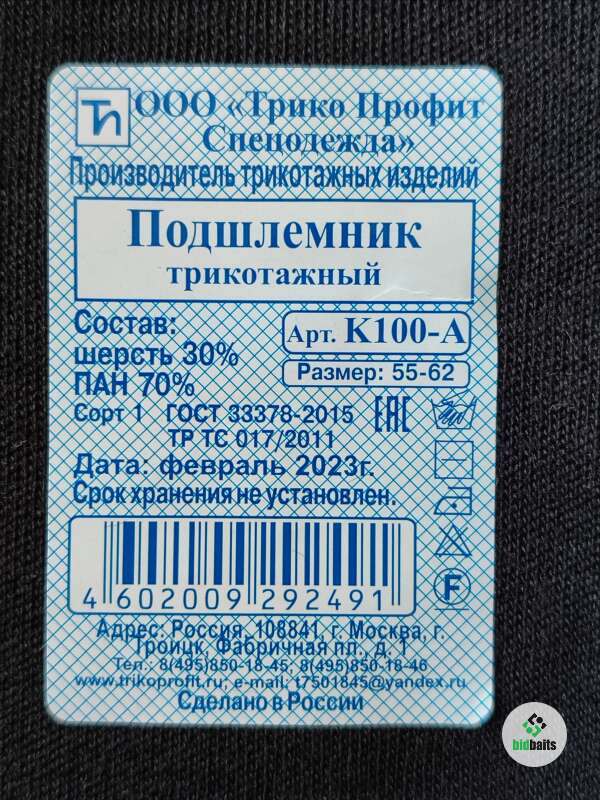 Тп ООО «Трико Профит
Спецодежда»
Производитель трикотажных изделий
Подшлемник
трикотажный
Состав:
шерсть 30%
ПАН 70%
Арт. К100-А
Размер: 55-62
Сорт 1 ГОСТ 33378-2015
ТР ТС 017/2011
EAC
Дата: февраль 2023г.
Срок хранения не установлен.
F
4 602009 292491
Адрес: Россия, 108841, г. Москва, г.
Троицк, Фабричная пл., д. 1
Тел.: 8(495)850-18-45; 8(495)850-18-46
www.trikoprofit.ru; e-mail: t7501845@yandex.ru
Сделано в России
bidbaits